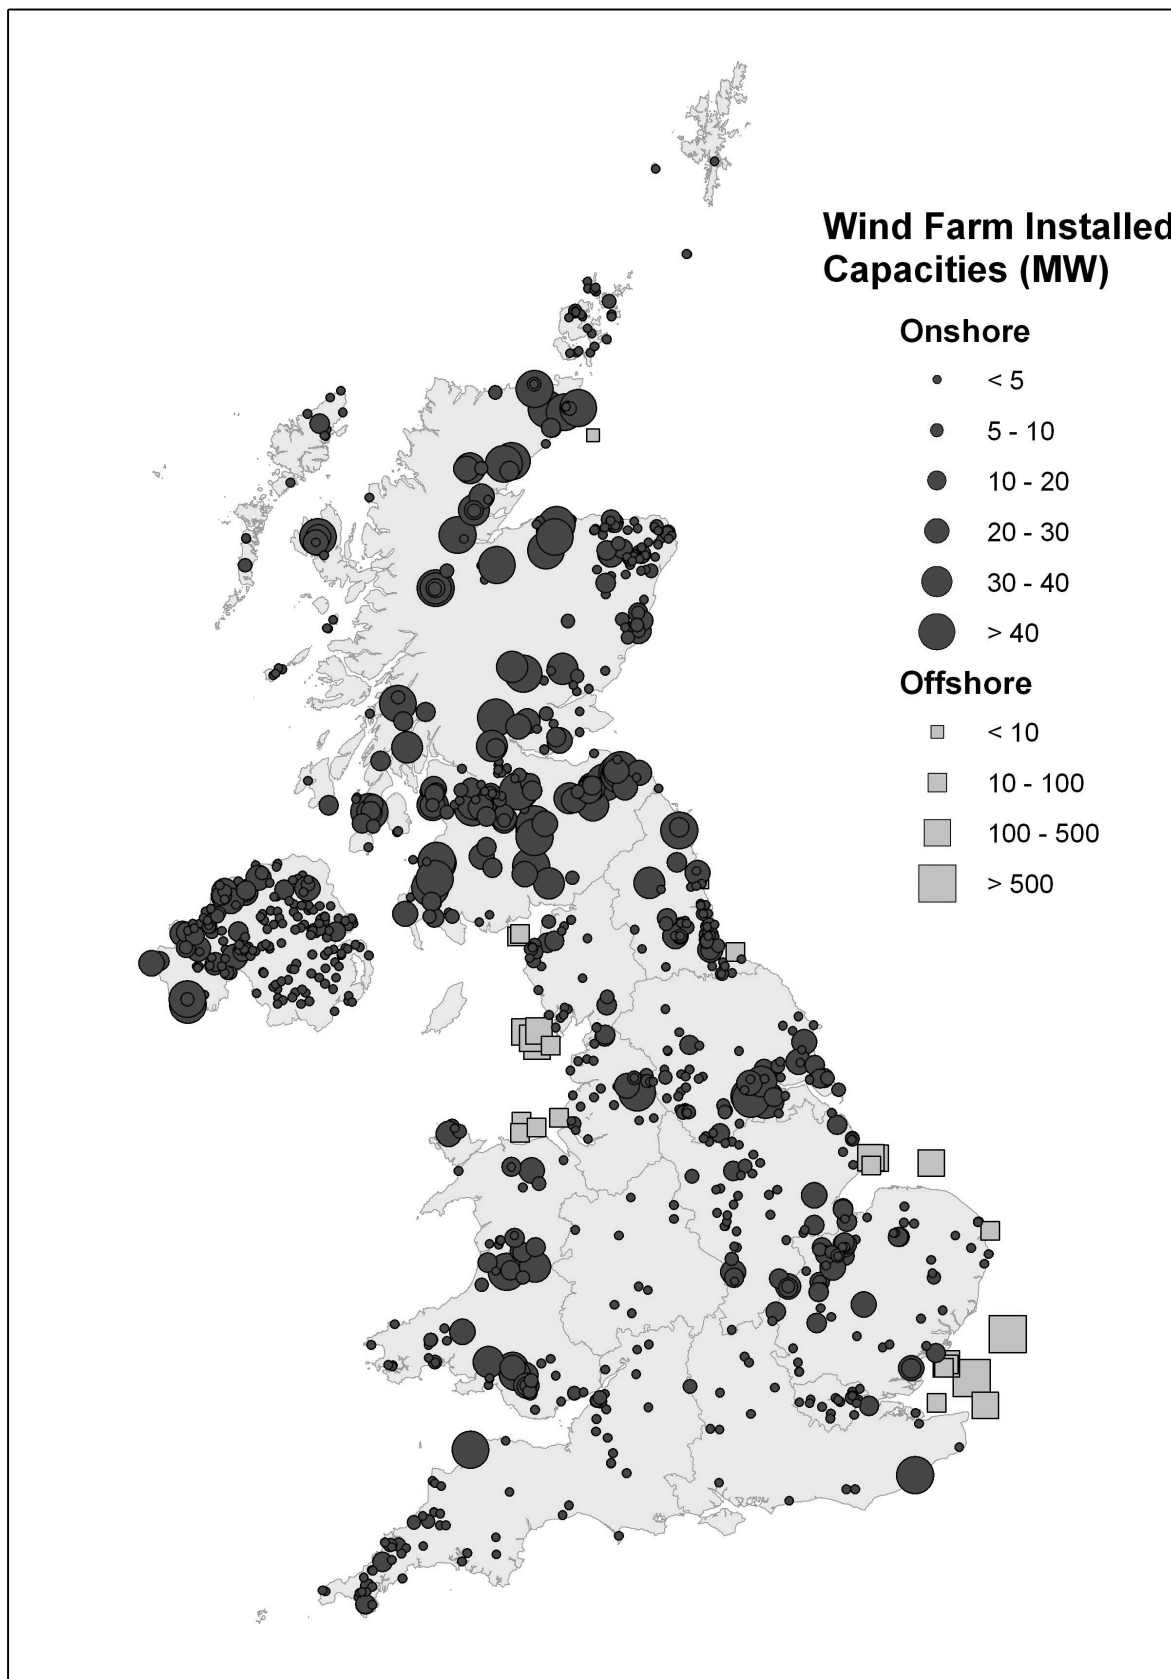 Wind Farm Installed
Capacities (MW)
Onshore
< 5
5 - 10
10 - 20
20 - 30
30 - 40
> 40
Offshore
< 10
10 - 100
100 - 500
> 500